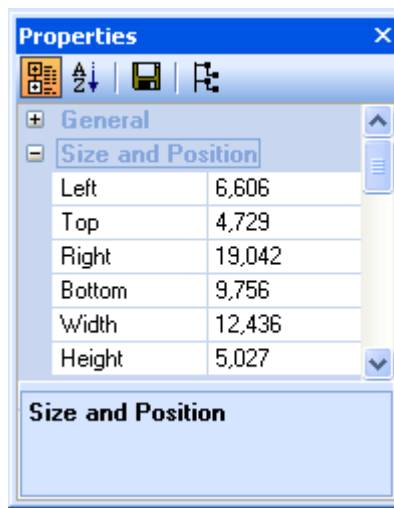 Properties
General
Size and Position
Left 6,606
Top 4,729
Right 19,042
Bottom 9,756
Width 12,436
Height 5,027
Size and Position